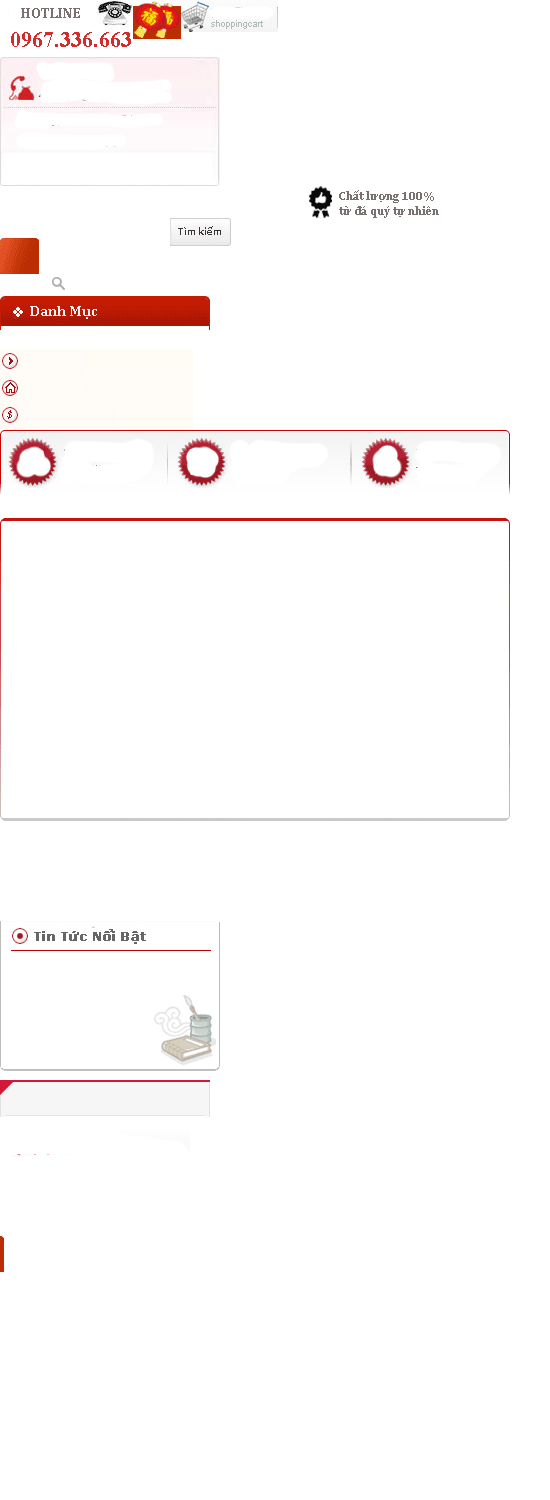 HOTLINE
0967.336.663
shoppingcart
Chất lượng 100%
từ đá quý tự nhiên
Tìm kiếm
Danh Mục
Tin Tức Nổi Bật